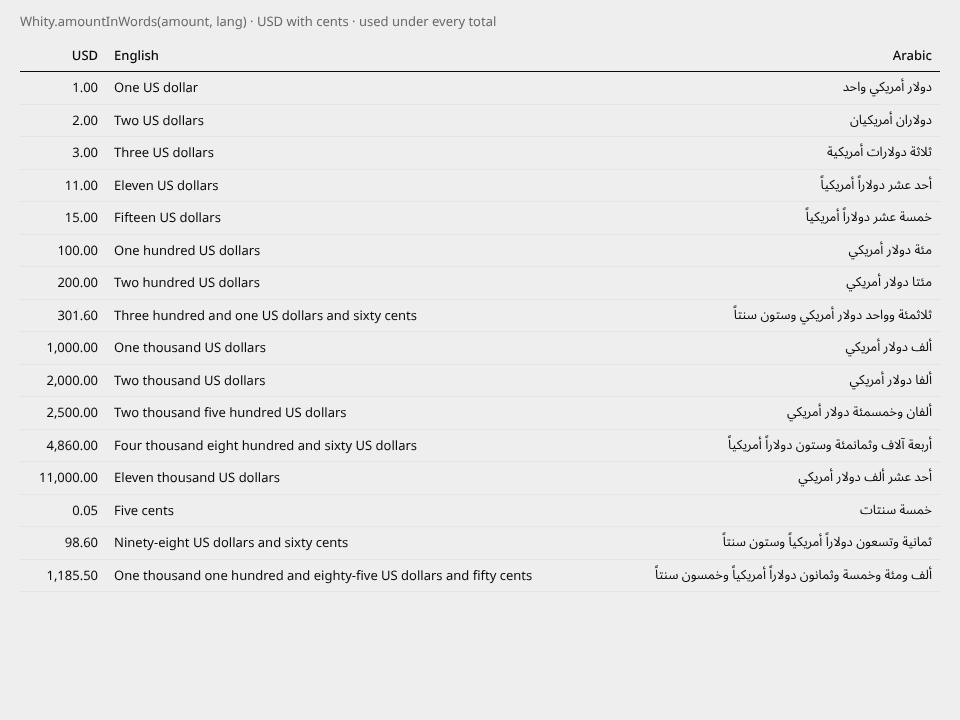 Whity.amountInWords(amount, lang) · USD with cents · used under every total
USD English Arabic
1.00 One US dollar دولار أمريكي واحد
2.00 Two US dollars دولاران أمريكيان
3.00 Three US dollars ثلاثة دولارات أمريكية
11.00 Eleven US dollars أحد عشر دولاراً أمريكياً
15.00 Fifteen US dollars خمسة عشر دولاراً أمريكياً
100.00 One hundred US dollars مئة دولار أمريكي
200.00 Two hundred US dollars مئتا دولار أمريكي
301.60 Three hundred and one US dollars and sixty cents ثلاثمئة وواحد دولار أمريكي وستون سنتاً
1,000.00 One thousand US dollars ألف دولار أمريكي
2,000.00 Two thousand US dollars ألفا دولار أمريكي
2,500.00 Two thousand five hundred US dollars ألفان وخمسمئة دولار أمريكي
4,860.00 Four thousand eight hundred and sixty US dollars أربعة آلاف وثمانمئة وستون دولاراً أمريكياً
11,000.00 Eleven thousand US dollars أحد عشر ألف دولار أمريكي
0.05 Five cents خمسة سنتات
98.60 Ninety-eight US dollars and sixty cents ثمانية وتسعون دولاراً أمريكياً وستون سنتاً
1,185.50 One thousand one hundred and eighty-five US dollars and fifty cents ألف ومئة وخمسة وثمانون دولاراً أمريكياً وخمسون سنتاً